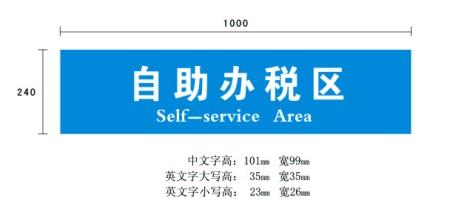 1000
240
自助办税区
Self-service Area
中文字高: 101mm 宽99mm
英文字大写高: 35mm 宽35mm
英文字小写高: 23mm 宽26mm